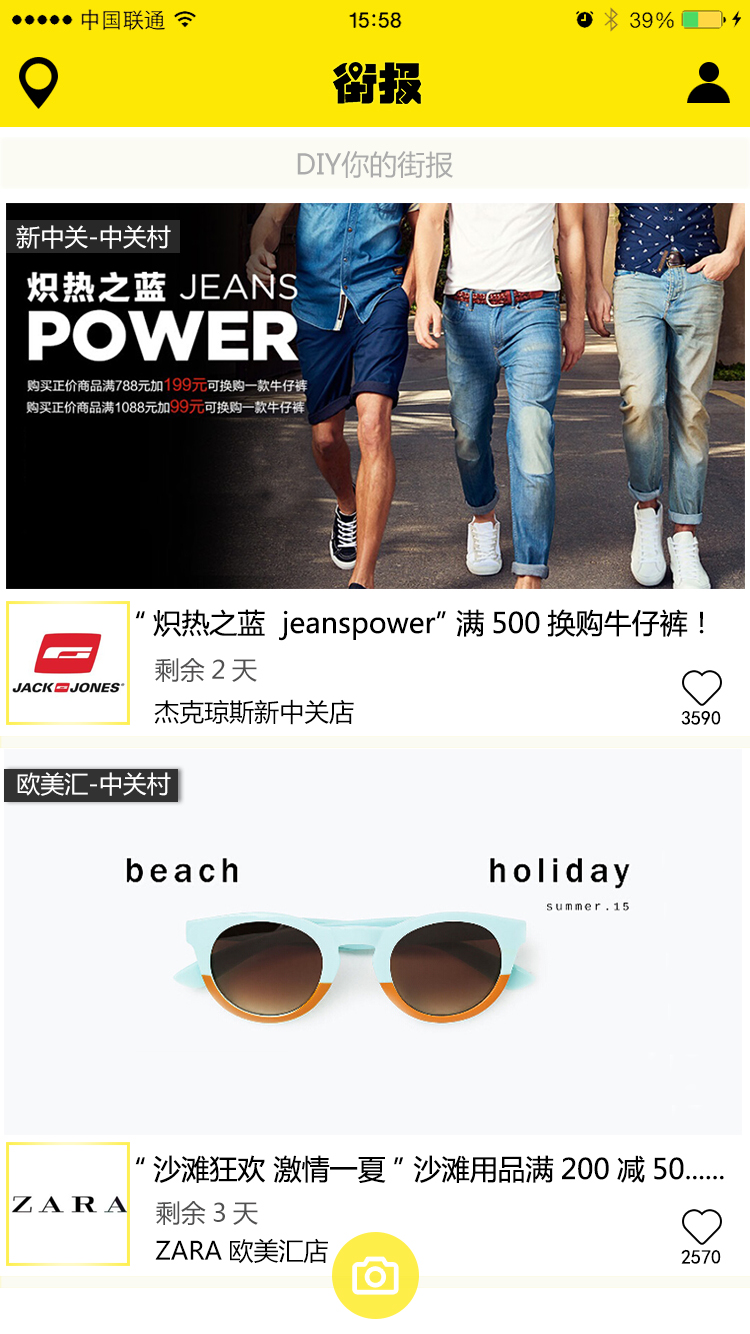 中国联通
15:58
39%
街报
DIY你的街报
新中关-中关村
炽热之蓝 JEANS
POWER
购买正价商品满788元加199元可换购一款牛仔裤
购买正价商品满1088元加99元可换购一款牛仔裤
“ 炽热之蓝 jeanspower” 满 500 换购牛仔裤！
剩余 2 天
JACK JONES
杰克琼斯新中关店
3590
欧美汇-中关村
beach holiday
summer.15
“ 沙滩狂欢 激情一夏 ” 沙滩用品满 200 减 50......
剩余 3 天
ZARA
ZARA 欧美汇店
2570